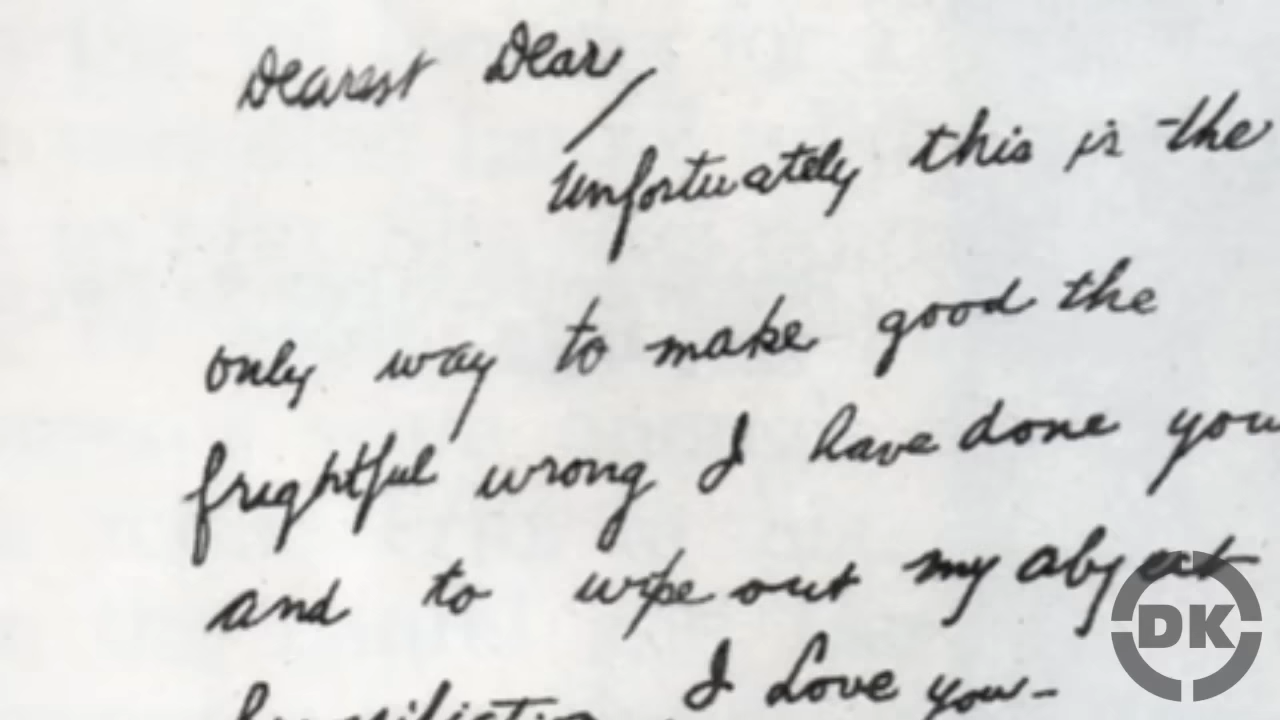 Dearest Dear,
Unfortuately this is the
only way to make good the
frightful wrong I have done you
and to wipe out my abject
I Love you-
DK